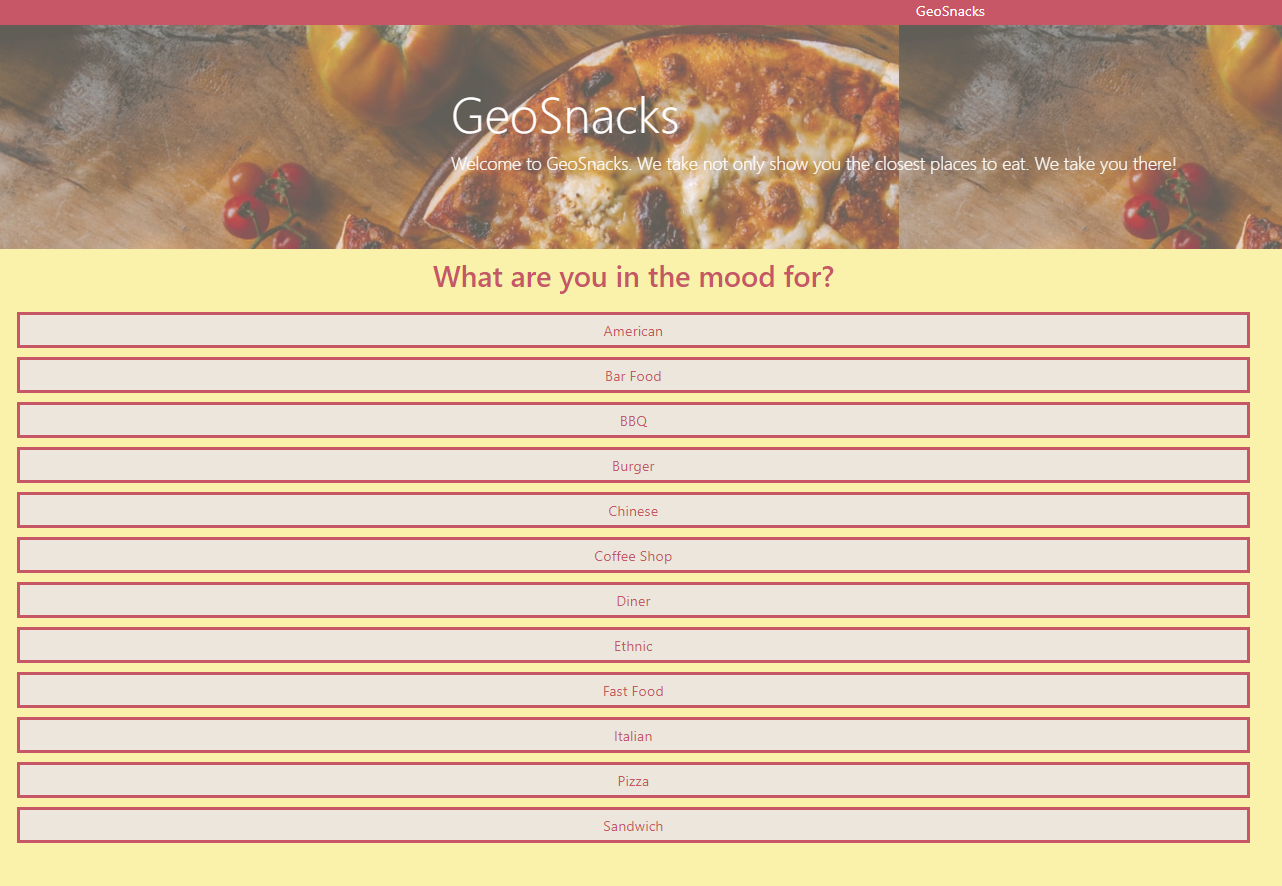 GeoSnacks
GeoSnacks
Welcome to GeoSnacks. We take not only show you the closest places to eat. We take you there!
What are you in the mood for?
American
Bar Food
BBQ
Burger
Chinese
Coffee Shop
Diner
Ethnic
Fast Food
Italian
Pizza
Sandwich